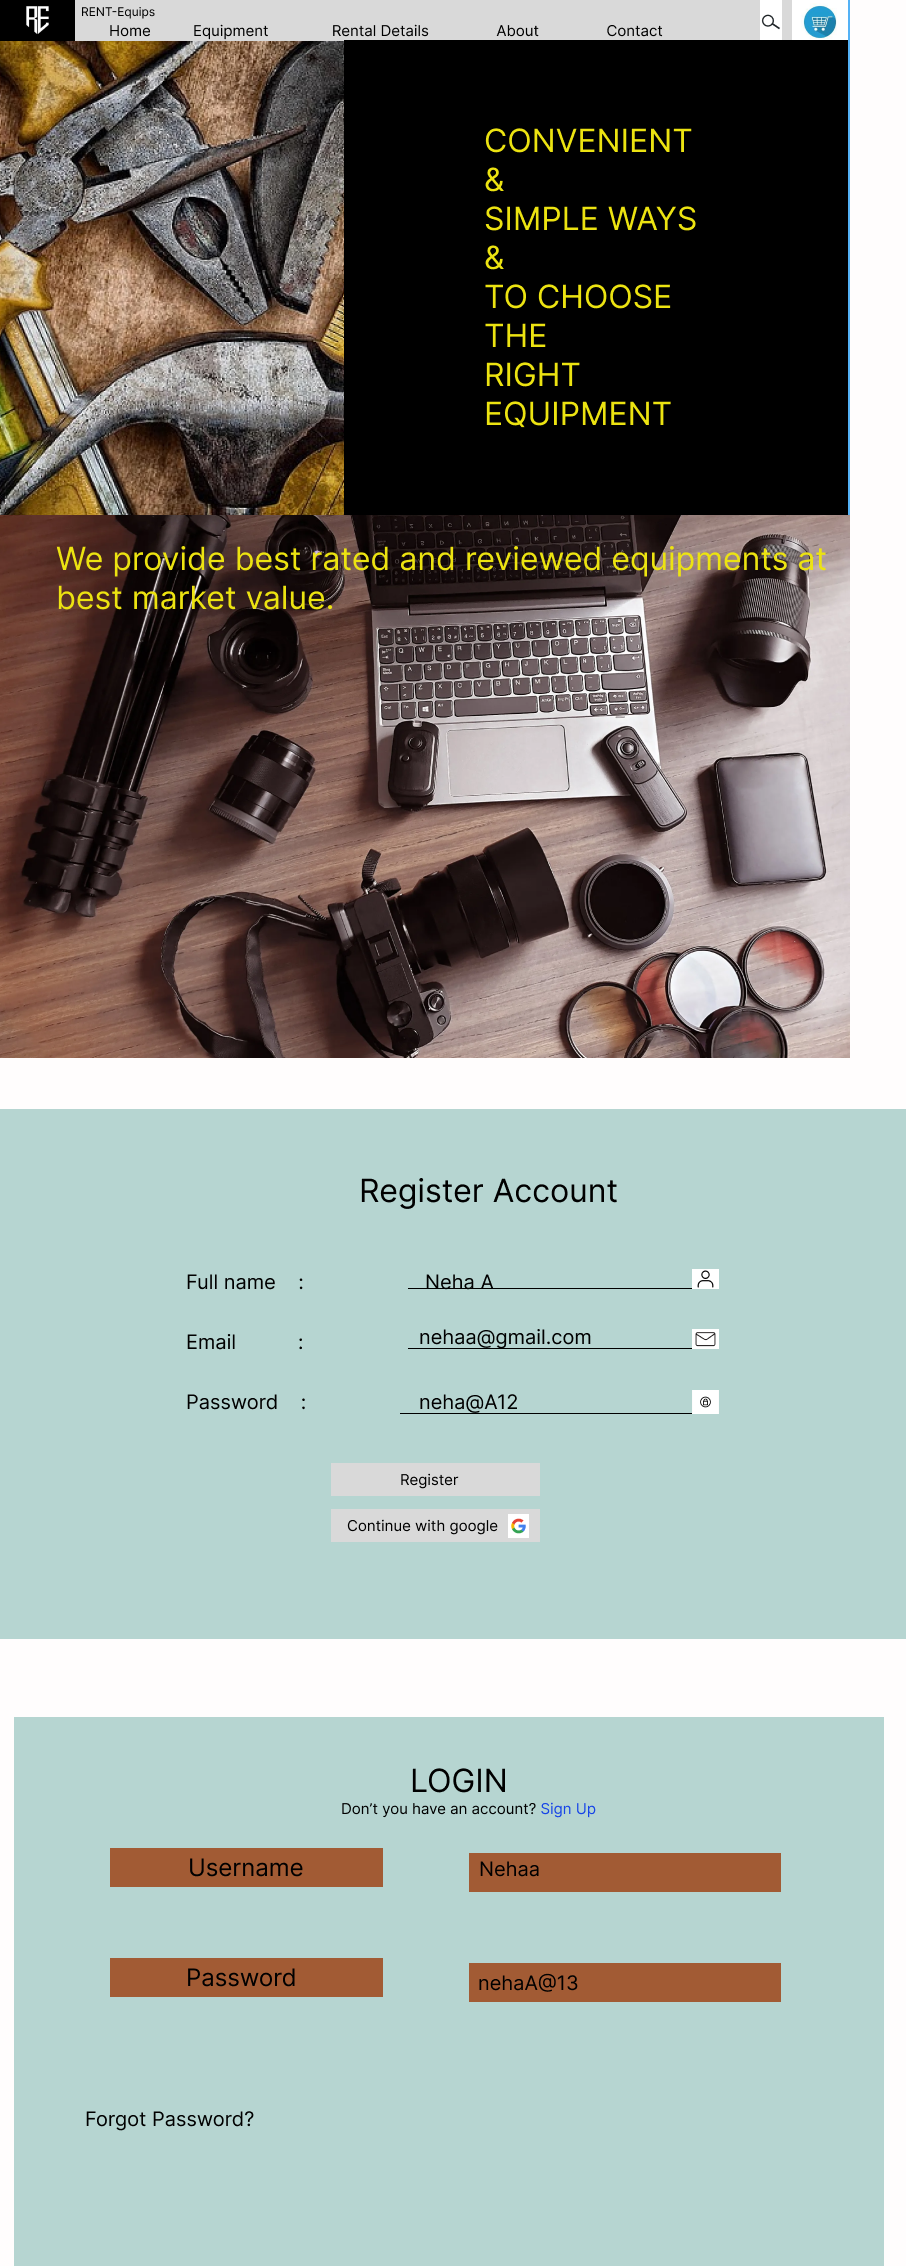 RENT-Equips
Home Equipment Rental Details About Contact
CONVENIENT
&
SIMPLE WAYS
&
TO CHOOSE
THE
RIGHT
EQUIPMENT
We provide best rated and reviewed equipments at
best market value.
Register Account
Full name : Neha A
Email : nehaa@gmail.com
Password : neha@A12
Register
Continue with google
LOGIN
Don’t you have an account? Sign Up
Username Nehaa
Password nehaA@13
Forgot Password?